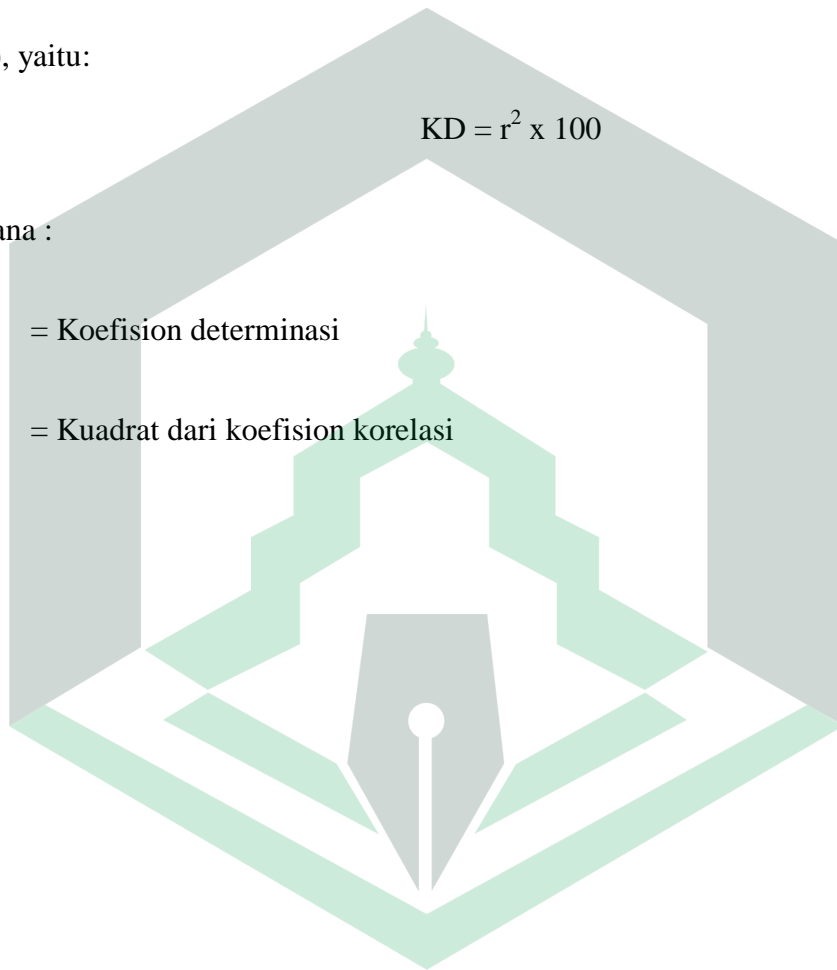 , yaitu:
KD = r² x 100
ana :
= Koefision determinasi
= Kuadrat dari koefision korelasi